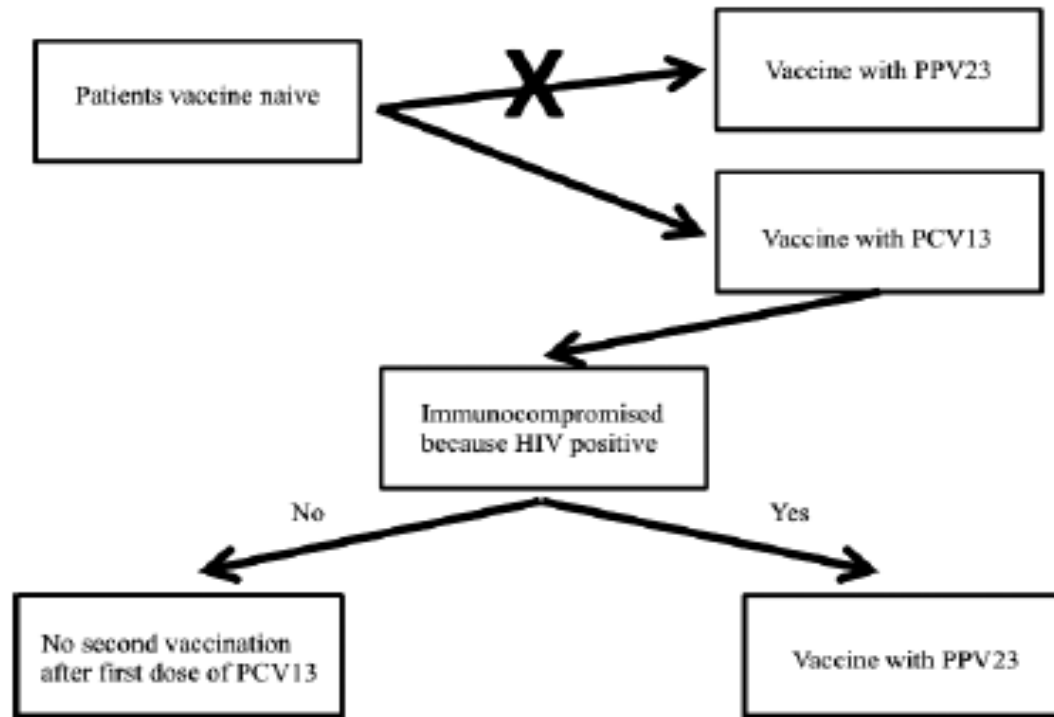 Patients vaccine naive
X
Vaccine with PPV23
Vaccine with PCV13
Immunocompromised
because HIV positive
No
Yes
No second vaccination
after first dose of PCV13
Vaccine with PPV23